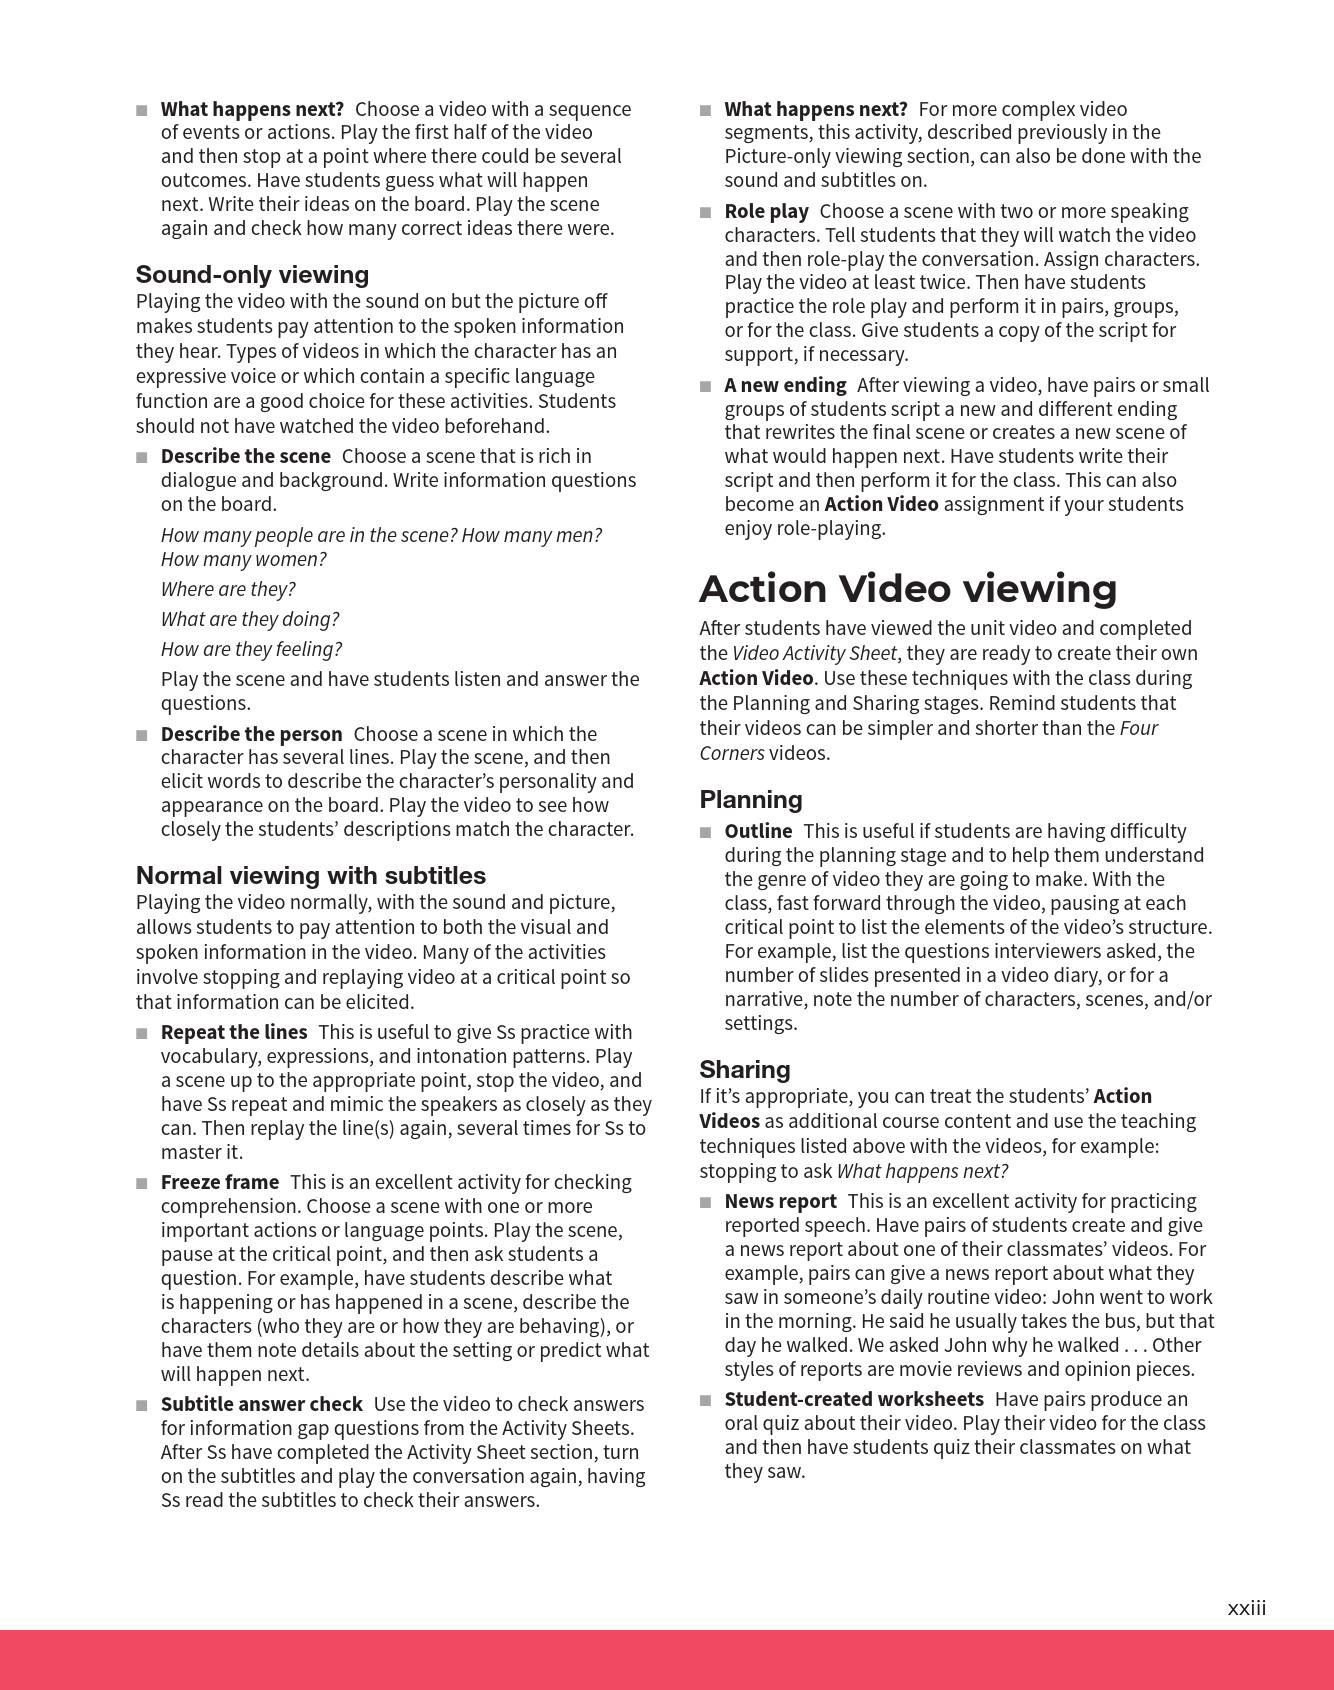 ■ What happens next? Choose a video with a sequence
of events or actions. Play the first half of the video
and then stop at a point where there could be several
outcomes. Have students guess what will happen
next. Write their ideas on the board. Play the scene
again and check how many correct ideas there were.
Sound-only viewing
Playing the video with the sound on but the picture off
makes students pay attention to the spoken information
they hear. Types of videos in which the character has an
expressive voice or which contain a specific language
function are a good choice for these activities. Students
should not have watched the video beforehand.
■ Describe the scene Choose a scene that is rich in
dialogue and background. Write information questions
on the board.
How many people are in the scene? How many men?
How many women?
Where are they?
What are they doing?
How are they feeling?
Play the scene and have students listen and answer the
questions.
■ Describe the person Choose a scene in which the
character has several lines. Play the scene, and then
elicit words to describe the character’s personality and
appearance on the board. Play the video to see how
closely the students’ descriptions match the character.
Normal viewing with subtitles
Playing the video normally, with the sound and picture,
allows students to pay attention to both the visual and
spoken information in the video. Many of the activities
involve stopping and replaying video at a critical point so
that information can be elicited.
■ Repeat the lines This is useful to give Ss practice with
vocabulary, expressions, and intonation patterns. Play
a scene up to the appropriate point, stop the video, and
have Ss repeat and mimic the speakers as closely as they
can. Then replay the line(s) again, several times for Ss to
master it.
■ Freeze frame This is an excellent activity for checking
comprehension. Choose a scene with one or more
important actions or language points. Play the scene,
pause at the critical point, and then ask students a
question. For example, have students describe what
is happening or has happened in a scene, describe the
characters (who they are or how they are behaving), or
have them note details about the setting or predict what
will happen next.
■ Subtitle answer check Use the video to check answers
for information gap questions from the Activity Sheets.
After Ss have completed the Activity Sheet section, turn
on the subtitles and play the conversation again, having
Ss read the subtitles to check their answers.
■ What happens next? For more complex video
segments, this activity, described previously in the
Picture-only viewing section, can also be done with the
sound and subtitles on.
■ Role play Choose a scene with two or more speaking
characters. Tell students that they will watch the video
and then role-play the conversation. Assign characters.
Play the video at least twice. Then have students
practice the role play and perform it in pairs, groups,
or for the class. Give students a copy of the script for
support, if necessary.
■ A new ending After viewing a video, have pairs or small
groups of students script a new and different ending
that rewrites the final scene or creates a new scene of
what would happen next. Have students write their
script and then perform it for the class. This can also
become an Action Video assignment if your students
enjoy role-playing.
Action Video viewing
After students have viewed the unit video and completed
the Video Activity Sheet, they are ready to create their own
Action Video. Use these techniques with the class during
the Planning and Sharing stages. Remind students that
their videos can be simpler and shorter than the Four
Corners videos.
Planning
■ Outline This is useful if students are having difficulty
during the planning stage and to help them understand
the genre of video they are going to make. With the
class, fast forward through the video, pausing at each
critical point to list the elements of the video’s structure.
For example, list the questions interviewers asked, the
number of slides presented in a video diary, or for a
narrative, note the number of characters, scenes, and/or
settings.
Sharing
If it’s appropriate, you can treat the students’ Action
Videos as additional course content and use the teaching
techniques listed above with the videos, for example:
stopping to ask What happens next?
■ News report This is an excellent activity for practicing
reported speech. Have pairs of students create and give
a news report about one of their classmates’ videos. For
example, pairs can give a news report about what they
saw in someone’s daily routine video: John went to work
in the morning. He said he usually takes the bus, but that
day he walked. We asked John why he walked . . . Other
styles of reports are movie reviews and opinion pieces.
■ Student-created worksheets Have pairs produce an
oral quiz about their video. Play their video for the class
and then have students quiz their classmates on what
they saw.
xxiii